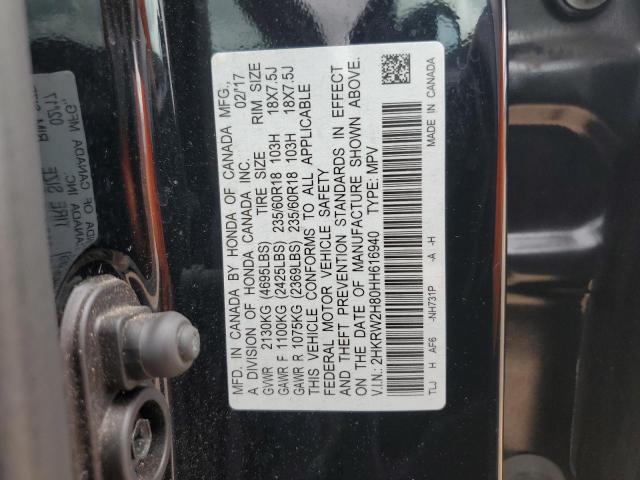 MFD. IN CANADA BY HONDA OF CANADA MFG.,
A DIVISION OF HONDA CANADA INC. 02/17
GVWR 2130KG (4695LBS) TIRE SIZE RIM SIZE
GAWR F 1100KG (2425LBS) 235/60R18 103H 18X7.5J
GAWR R 1075KG (2369LBS) 235/60R18 103H 18X7.5J
THIS VEHICLE CONFORMS TO ALL APPLICABLE
FEDERAL MOTOR VEHICLE SAFETY
AND THEFT PREVENTION STANDARDS IN EFFECT
ON THE DATE OF MANUFACTURE SHOWN ABOVE.
V.I.N.: 2HKRW2H80HH616940 TYPE: MPV
TLJ H AF6 -NH731P -A -H MADE IN CANADA